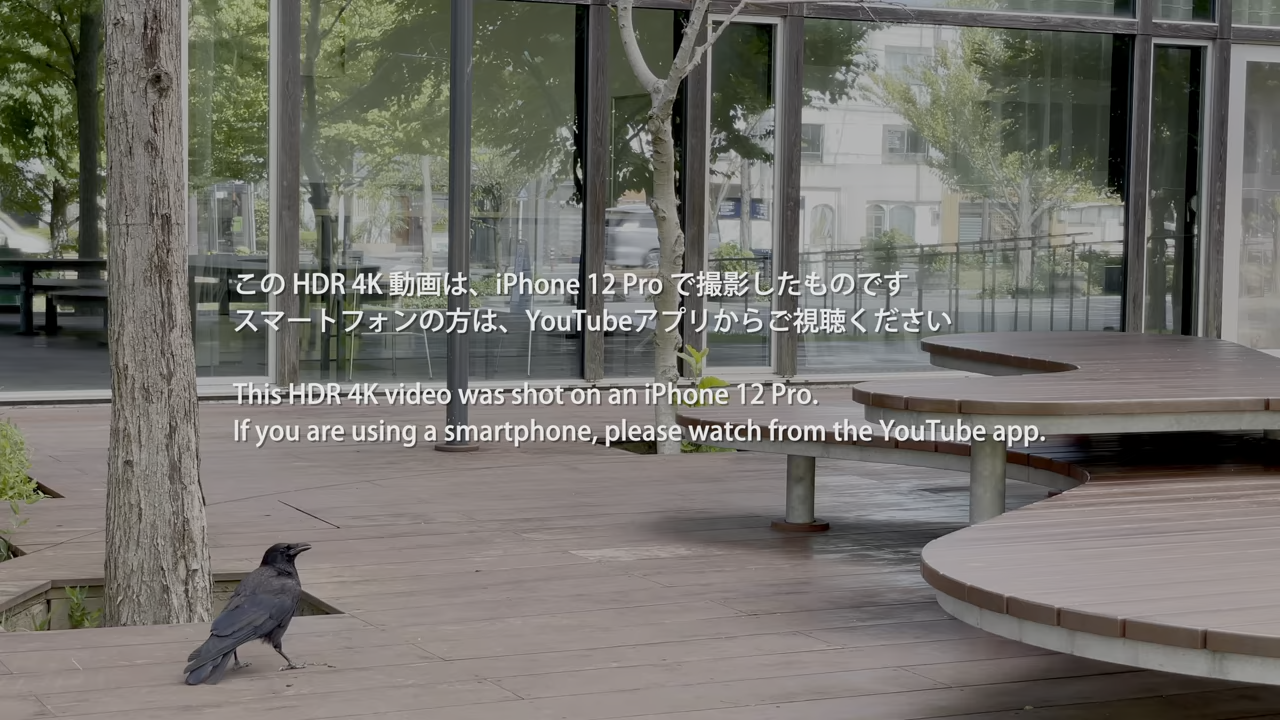 この HDR 4K 動画は、iPhone 12 Pro で撮影したものです
スマートフォンの方は、YouTubeアプリからご視聴ください
This HDR 4K video was shot on an iPhone 12 Pro.
If you are using a smartphone, please watch from the YouTube app.